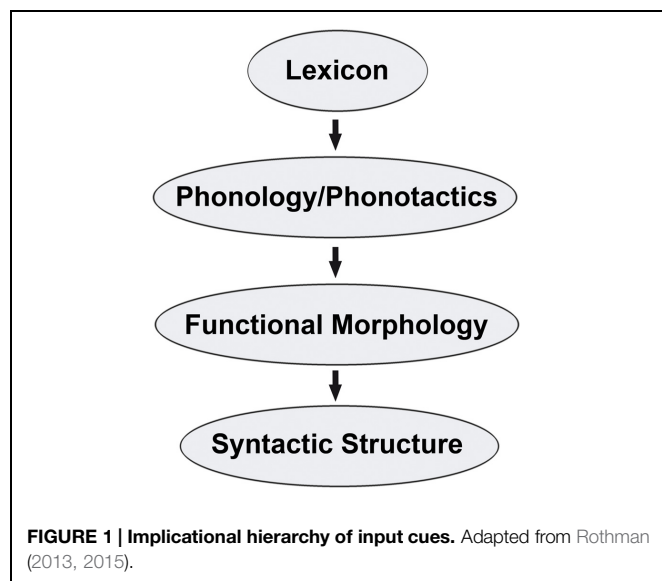 Lexicon
Phonology/Phonotactics
Functional Morphology
Syntactic Structure
FIGURE 1 | Implicational hierarchy of input cues. Adapted from Rothman
(2013, 2015).